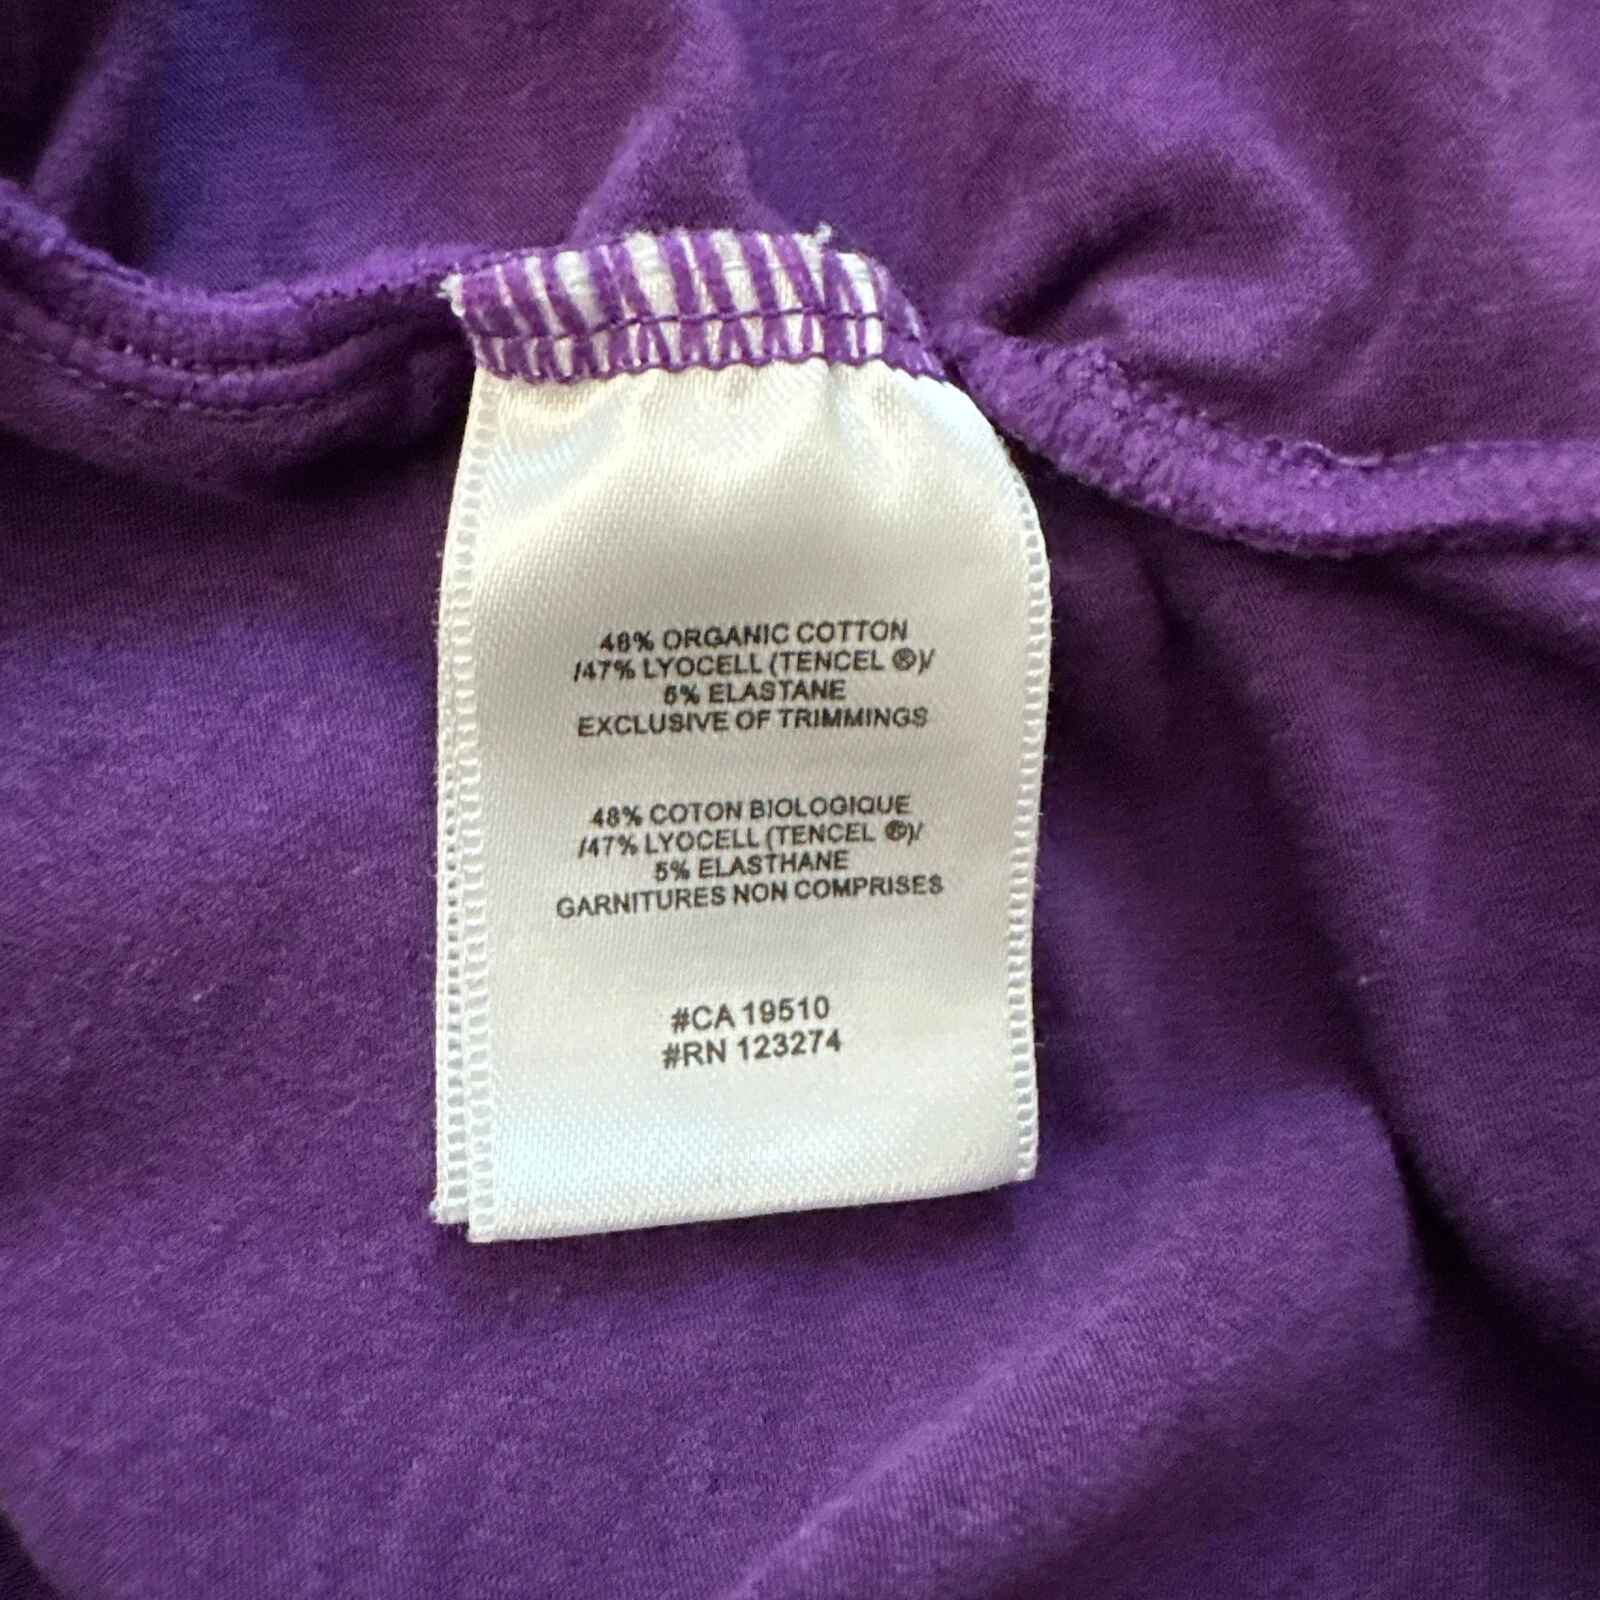 48% ORGANIC COTTON
/47% LYOCELL (TENCEL ®)/
5% ELASTANE
EXCLUSIVE OF TRIMMINGS
48% COTON BIOLOGIQUE
/47% LYOCELL (TENCEL ®)/
5% ELASTHANE
GARNITURES NON COMPRISES
#CA 19510
#RN 123274